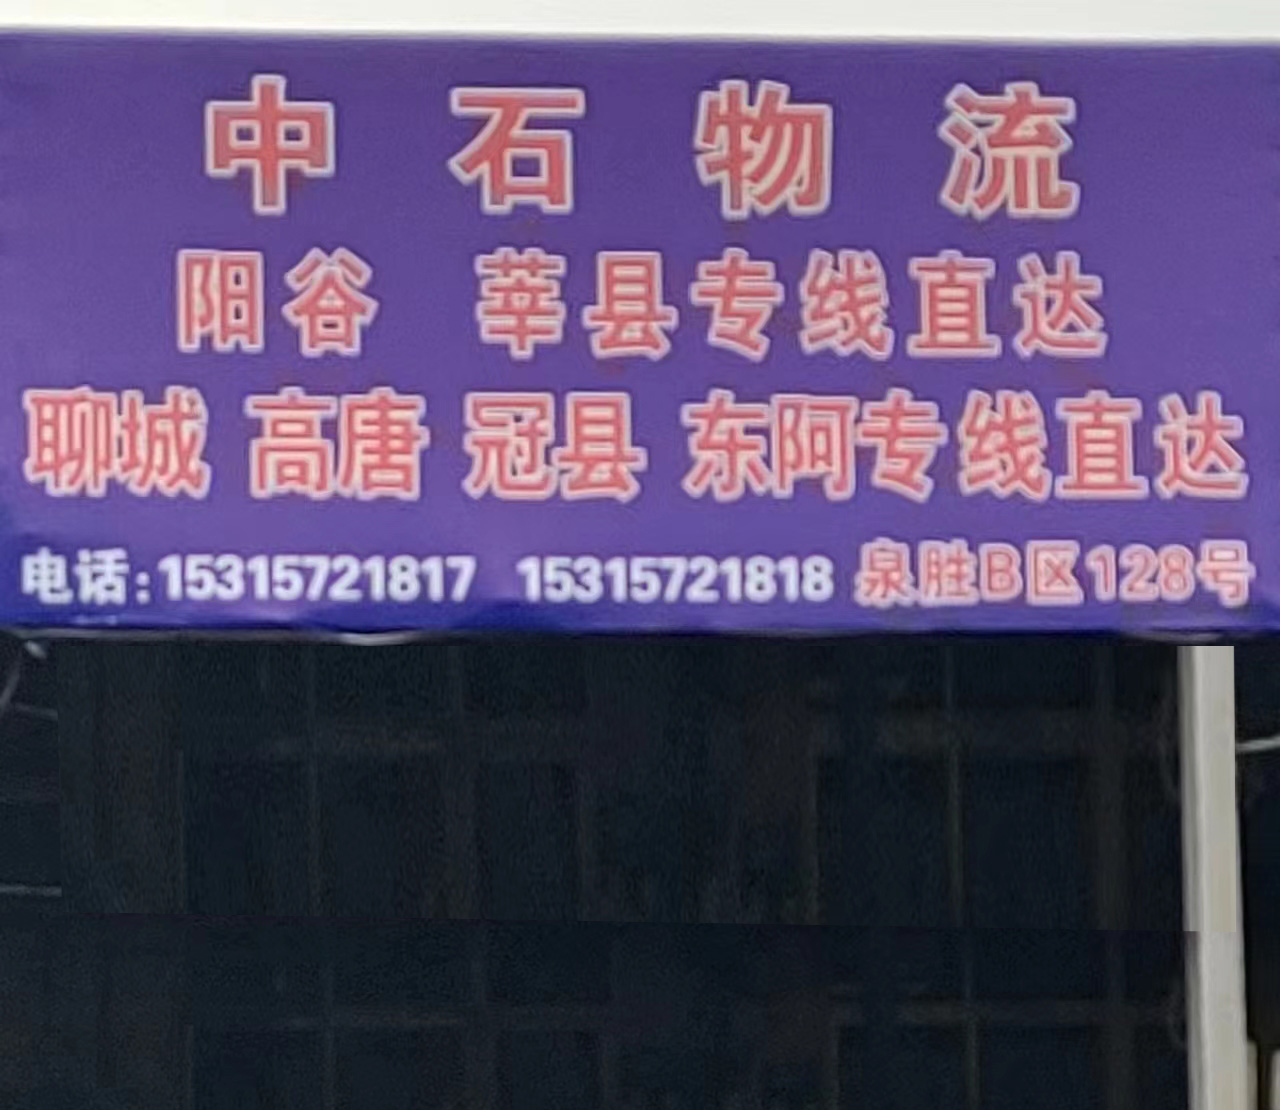 中石物流
阳谷 莘县专线直达
聊城 高唐 冠县 东阿专线直达
电话:15315721817 15315721818 泉胜B区128号